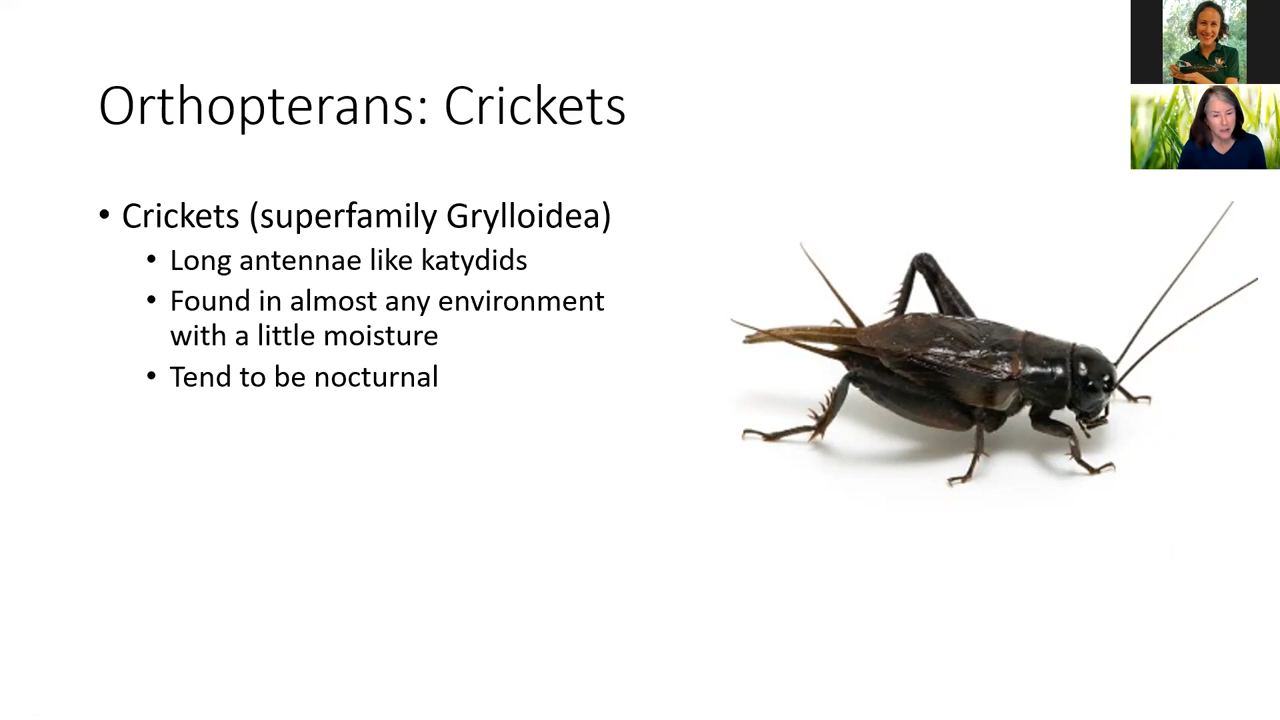 Orthopterans: Crickets
• Crickets (superfamily Grylloidea)
• Long antennae like katydids
• Found in almost any environment
with a little moisture
• Tend to be nocturnal